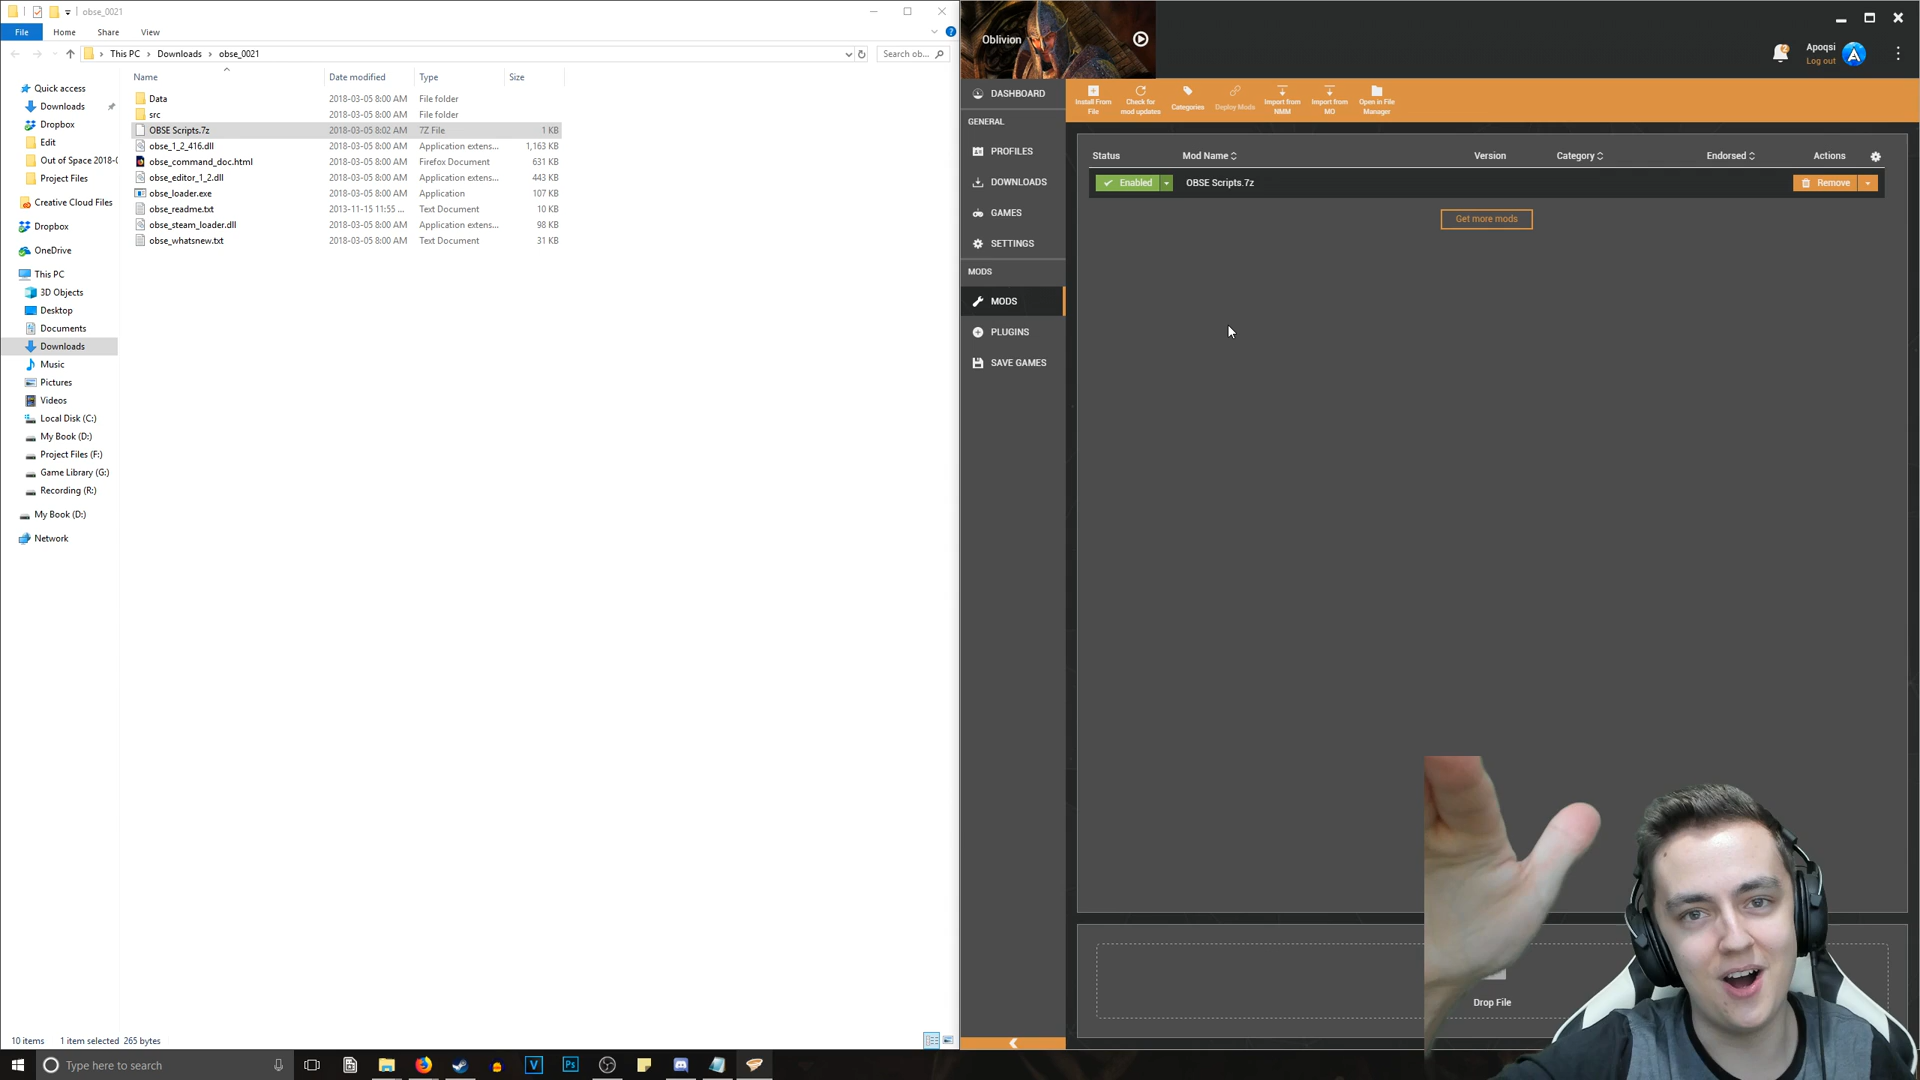 obse_0021
File Home Share View
This PC > Downloads > obse_0021
Search ob...
Name Date modified Type Size
Data 2018-03-05 8:00 AM File folder
src 2018-03-05 8:00 AM File folder
OBSE Scripts.7z 2018-03-05 8:02 AM 7Z File 1 KB
obse_1_2_416.dll 2018-03-05 8:00 AM Application extens... 1,163 KB
obse_command_doc.html 2018-03-05 8:00 AM Firefox Document 631 KB
obse_editor_1_2.dll 2018-03-05 8:00 AM Application extens... 443 KB
obse_loader.exe 2018-03-05 8:00 AM Application 107 KB
obse_readme.txt 2013-11-15 11:55 ... Text Document 10 KB
obse_steam_loader.dll 2018-03-05 8:00 AM Application extens... 98 KB
obse_whatsnew.txt 2018-03-05 8:00 AM Text Document 31 KB
Quick access
Downloads
Dropbox
Edit
Out of Space 2018-0
Project Files
Creative Cloud Files
Dropbox
OneDrive
This PC
3D Objects
Desktop
Documents
Downloads
Music
Pictures
Videos
Local Disk (C:)
My Book (D:)
Project Files (F:)
Game Library (G:)
Recording (R:)
My Book (D:)
Network
10 items 1 item selected 265 bytes
Type here to search
V
Ps
Oblivion
Apoqsi
Log out
DASHBOARD
GENERAL
PROFILES
DOWNLOADS
GAMES
SETTINGS
MODS
MODS
PLUGINS
SAVE GAMES
Install From File
Check for mod updates
Categories
Deploy Mods
Import from NMM
Import from MO
Open in File Manager
Status Mod Name Version Category Endorsed Actions
Enabled OBSE Scripts.7z Remove
Get more mods
Drop File